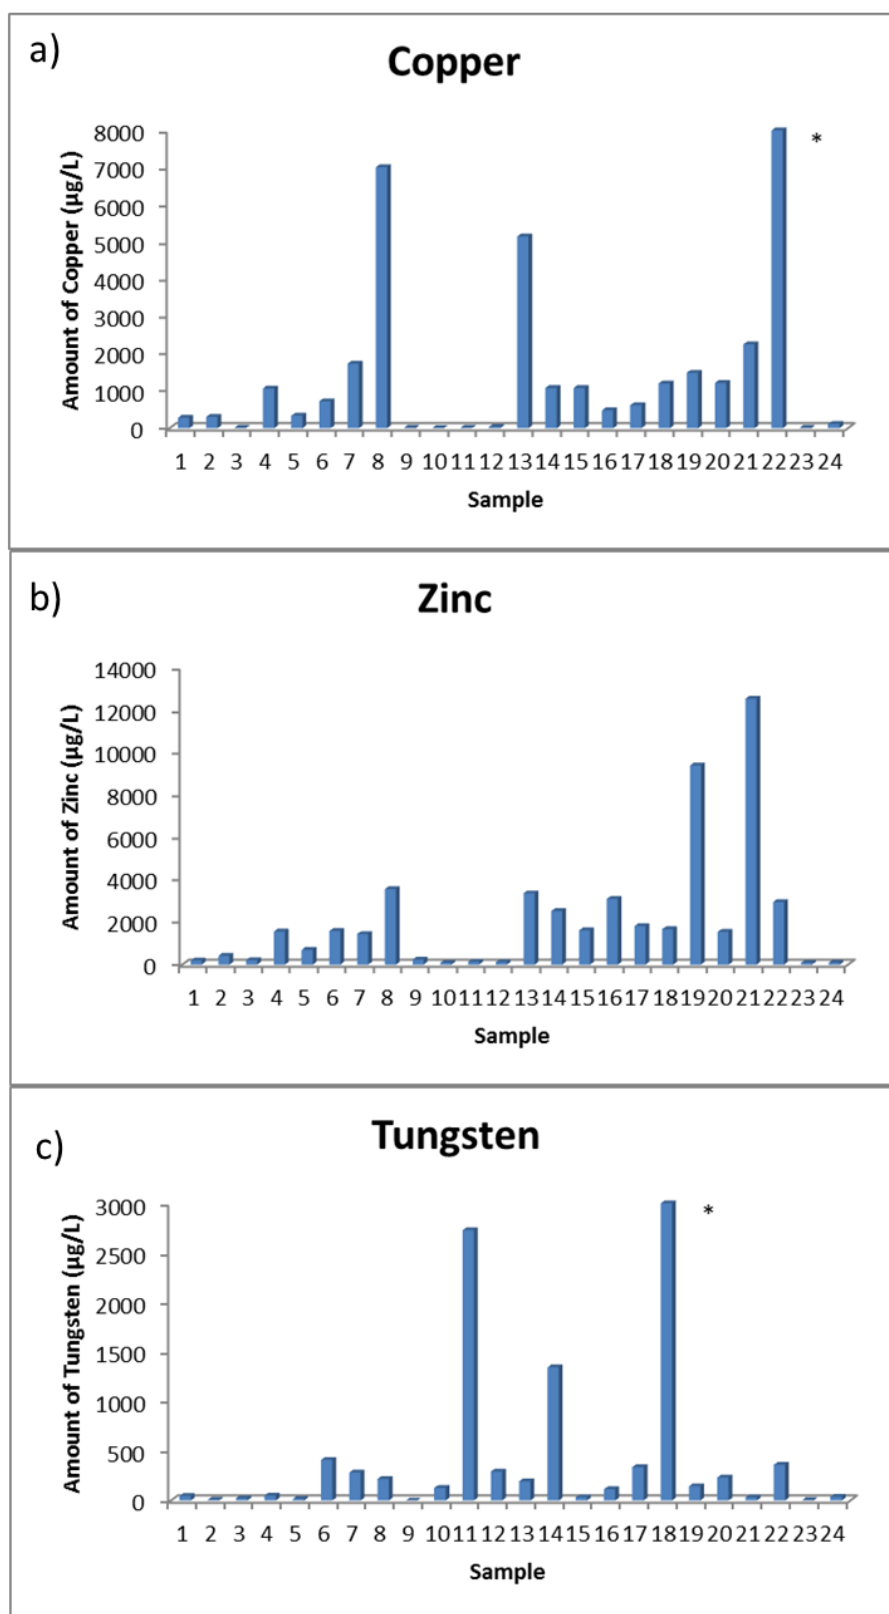 a)
Copper
8000
*
7000
6000
5000
4000
3000
2000
1000
0
Amount of Copper (µg/L)
1 2 3 4 5 6 7 8 9 10 11 12 13 14 15 16 17 18 19 20 21 22 23 24
Sample
b)
Zinc
14000
12000
10000
8000
6000
4000
2000
0
Amount of Zinc (µg/L)
1 2 3 4 5 6 7 8 9 10 11 12 13 14 15 16 17 18 19 20 21 22 23 24
Sample
c)
Tungsten
3000
*
2500
2000
1500
1000
500
0
Amount of Tungsten (µg/L)
1 2 3 4 5 6 7 8 9 10 11 12 13 14 15 16 17 18 19 20 21 22 23 24
Sample